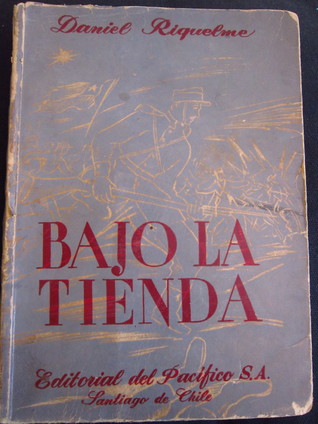 Daniel Riquelme
BAJO LA
TIENDA
Editorial del Pacífico S.A.
Santiago de Chile